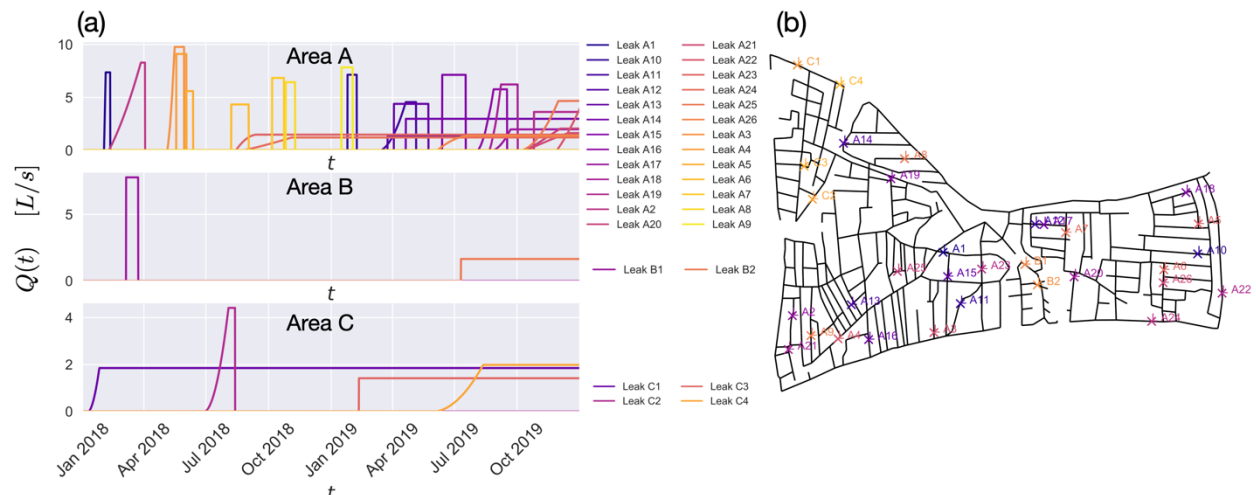 (a)
(b)
Area A
10
5
0
t
Area B
5
0
t
Area C
4
2
0
Q(t) [L/s]
Jan 2018
Apr 2018
Jul 2018
Oct 2018
Jan 2019
Apr 2019
Jul 2019
Oct 2019
t
Leak A1
Leak A10
Leak A11
Leak A12
Leak A13
Leak A14
Leak A15
Leak A16
Leak A17
Leak A18
Leak A19
Leak A2
Leak A20
Leak A21
Leak A22
Leak A23
Leak A24
Leak A25
Leak A26
Leak A3
Leak A4
Leak A5
Leak A6
Leak A7
Leak A8
Leak A9
Leak B1
Leak B2
Leak C1
Leak C2
Leak C3
Leak C4
C1
C4
A14
A8
C3
A19
C2
A18
A5
A7
A1
A10
B1
A23
A6
A25
A15
A20
A26
B2
A22
A13
A11
A2
A24
A3
A9
A4
A16
A21